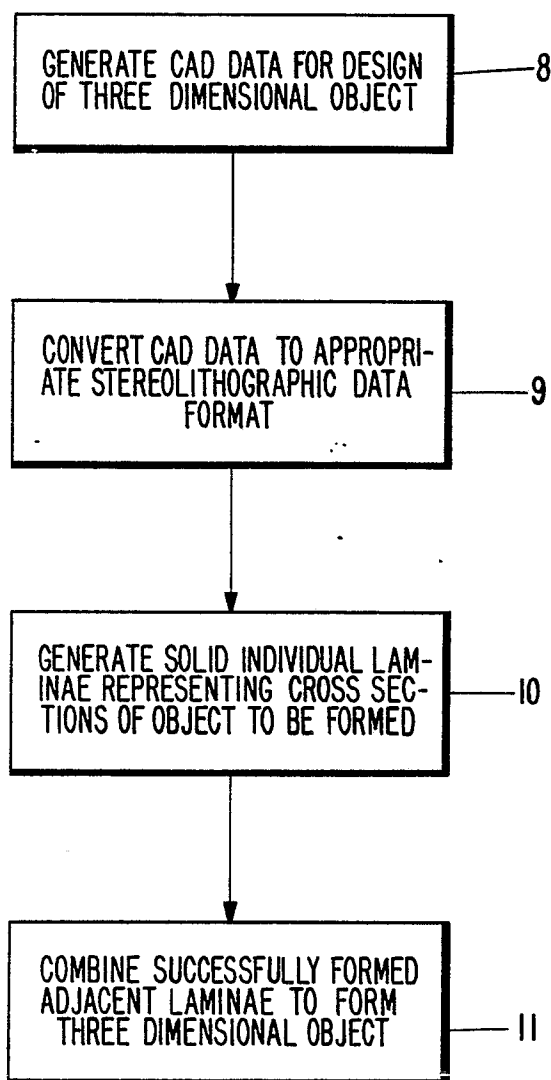 GENERATE CAD DATA FOR DESIGN
OF THREE DIMENSIONAL OBJECT
8
CONVERT CAD DATA TO APPROPRI-
ATE STEREOLITHOGRAPHIC DATA
FORMAT
9
GENERATE SOLID INDIVIDUAL LAM-
INAE REPRESENTING CROSS SEC-
TIONS OF OBJECT TO BE FORMED
10
COMBINE SUCCESSFULLY FORMED
ADJACENT LAMINAE TO FORM
THREE DIMENSIONAL OBJECT
11